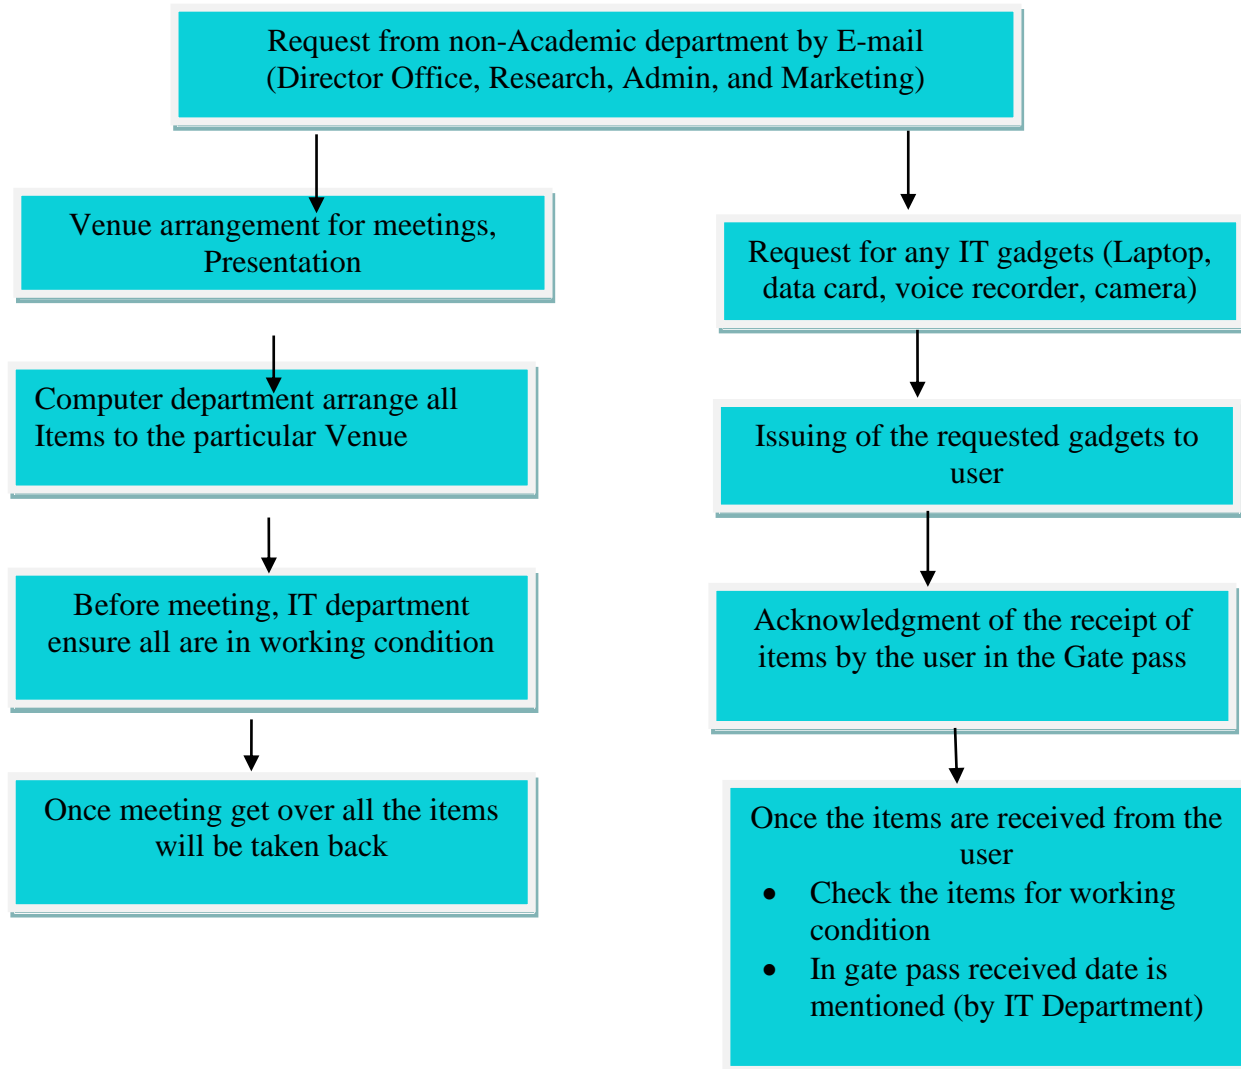 Request from non-Academic department by E-mail
(Director Office, Research, Admin, and Marketing)
Venue arrangement for meetings,
Presentation
Computer department arrange all
Items to the particular Venue
Before meeting, IT department
ensure all are in working condition
Once meeting get over all the items
will be taken back
Request for any IT gadgets (Laptop,
data card, voice recorder, camera)
Issuing of the requested gadgets to
user
Acknowledgment of the receipt of
items by the user in the Gate pass
Once the items are received from the
user
• Check the items for working
condition
• In gate pass received date is
mentioned (by IT Department)